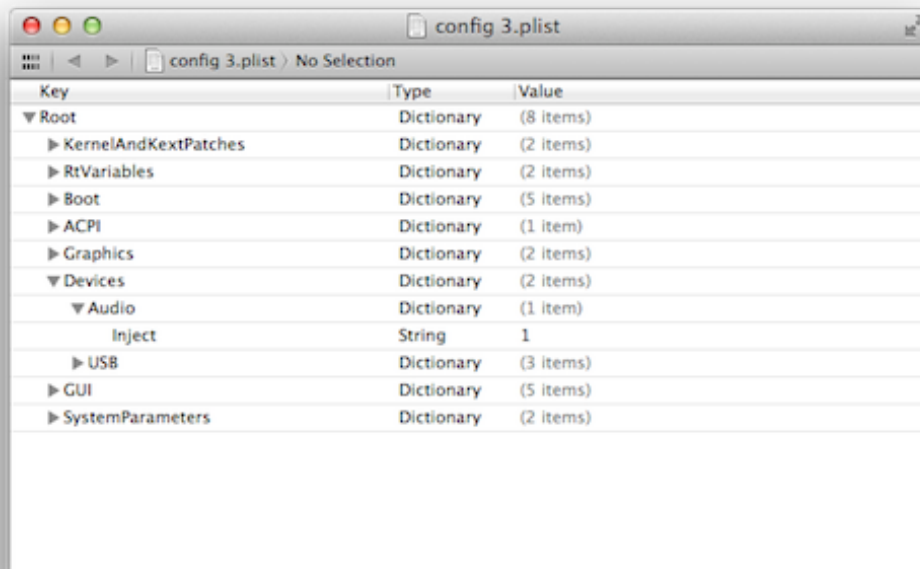 config 3.plist
config 3.plist 〉 No Selection
Key Type Value
Root Dictionary (8 items)
KernelAndKextPatches Dictionary (2 items)
RtVariables Dictionary (2 items)
Boot Dictionary (5 items)
ACPI Dictionary (1 item)
Graphics Dictionary (2 items)
Devices Dictionary (2 items)
Audio Dictionary (1 item)
Inject String 1
USB Dictionary (3 items)
GUI Dictionary (5 items)
SystemParameters Dictionary (2 items)